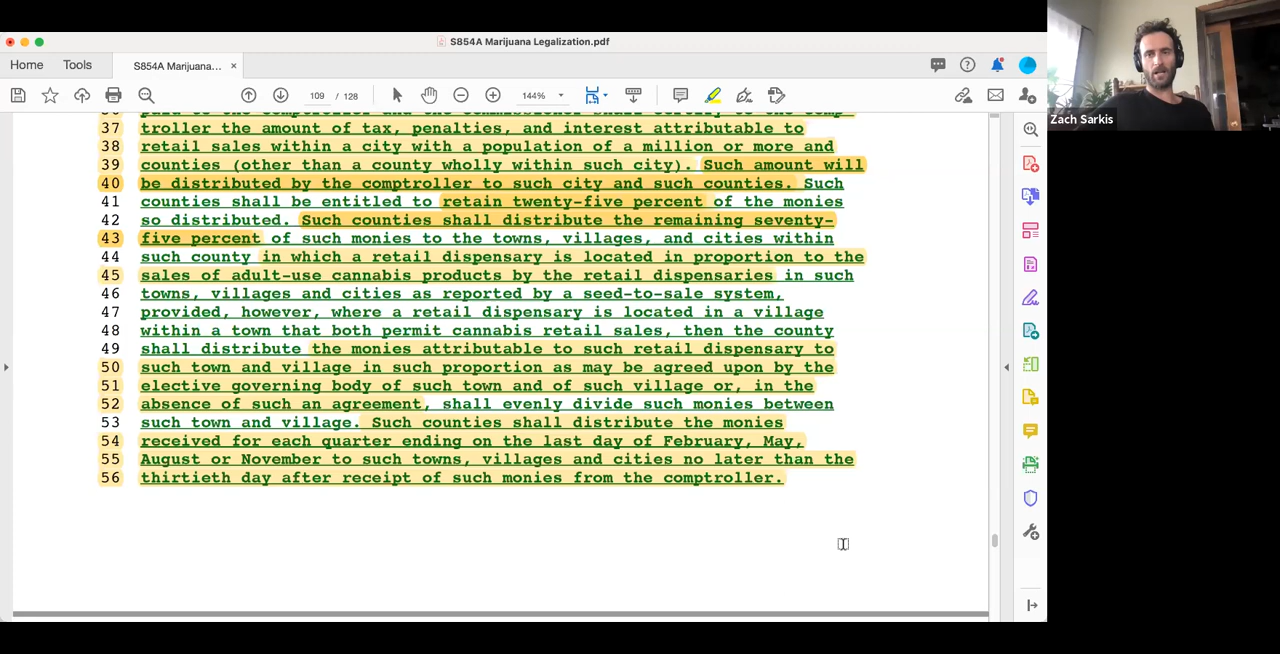 S854A Marijuana Legalization.pdf
Zach Sarkis
Home Tools S854A Marijuana... ×
109 / 128 144%
37 troller the amount of tax, penalties, and interest attributable to
38 retail sales within a city with a population of a million or more and
39 counties (other than a county wholly within such city). Such amount will
40 be distributed by the comptroller to such city and such counties. Such
41 counties shall be entitled to retain twenty-five percent of the monies
42 so distributed. Such counties shall distribute the remaining seventy-
43 five percent of such monies to the towns, villages, and cities within
44 such county in which a retail dispensary is located in proportion to the
45 sales of adult-use cannabis products by the retail dispensaries in such
46 towns, villages and cities as reported by a seed-to-sale system,
47 provided, however, where a retail dispensary is located in a village
48 within a town that both permit cannabis retail sales, then the county
49 shall distribute the monies attributable to such retail dispensary to
50 such town and village in such proportion as may be agreed upon by the
51 elective governing body of such town and of such village or, in the
52 absence of such an agreement, shall evenly divide such monies between
53 such town and village. Such counties shall distribute the monies
54 received for each quarter ending on the last day of February, May,
55 August or November to such towns, villages and cities no later than the
56 thirtieth day after receipt of such monies from the comptroller.